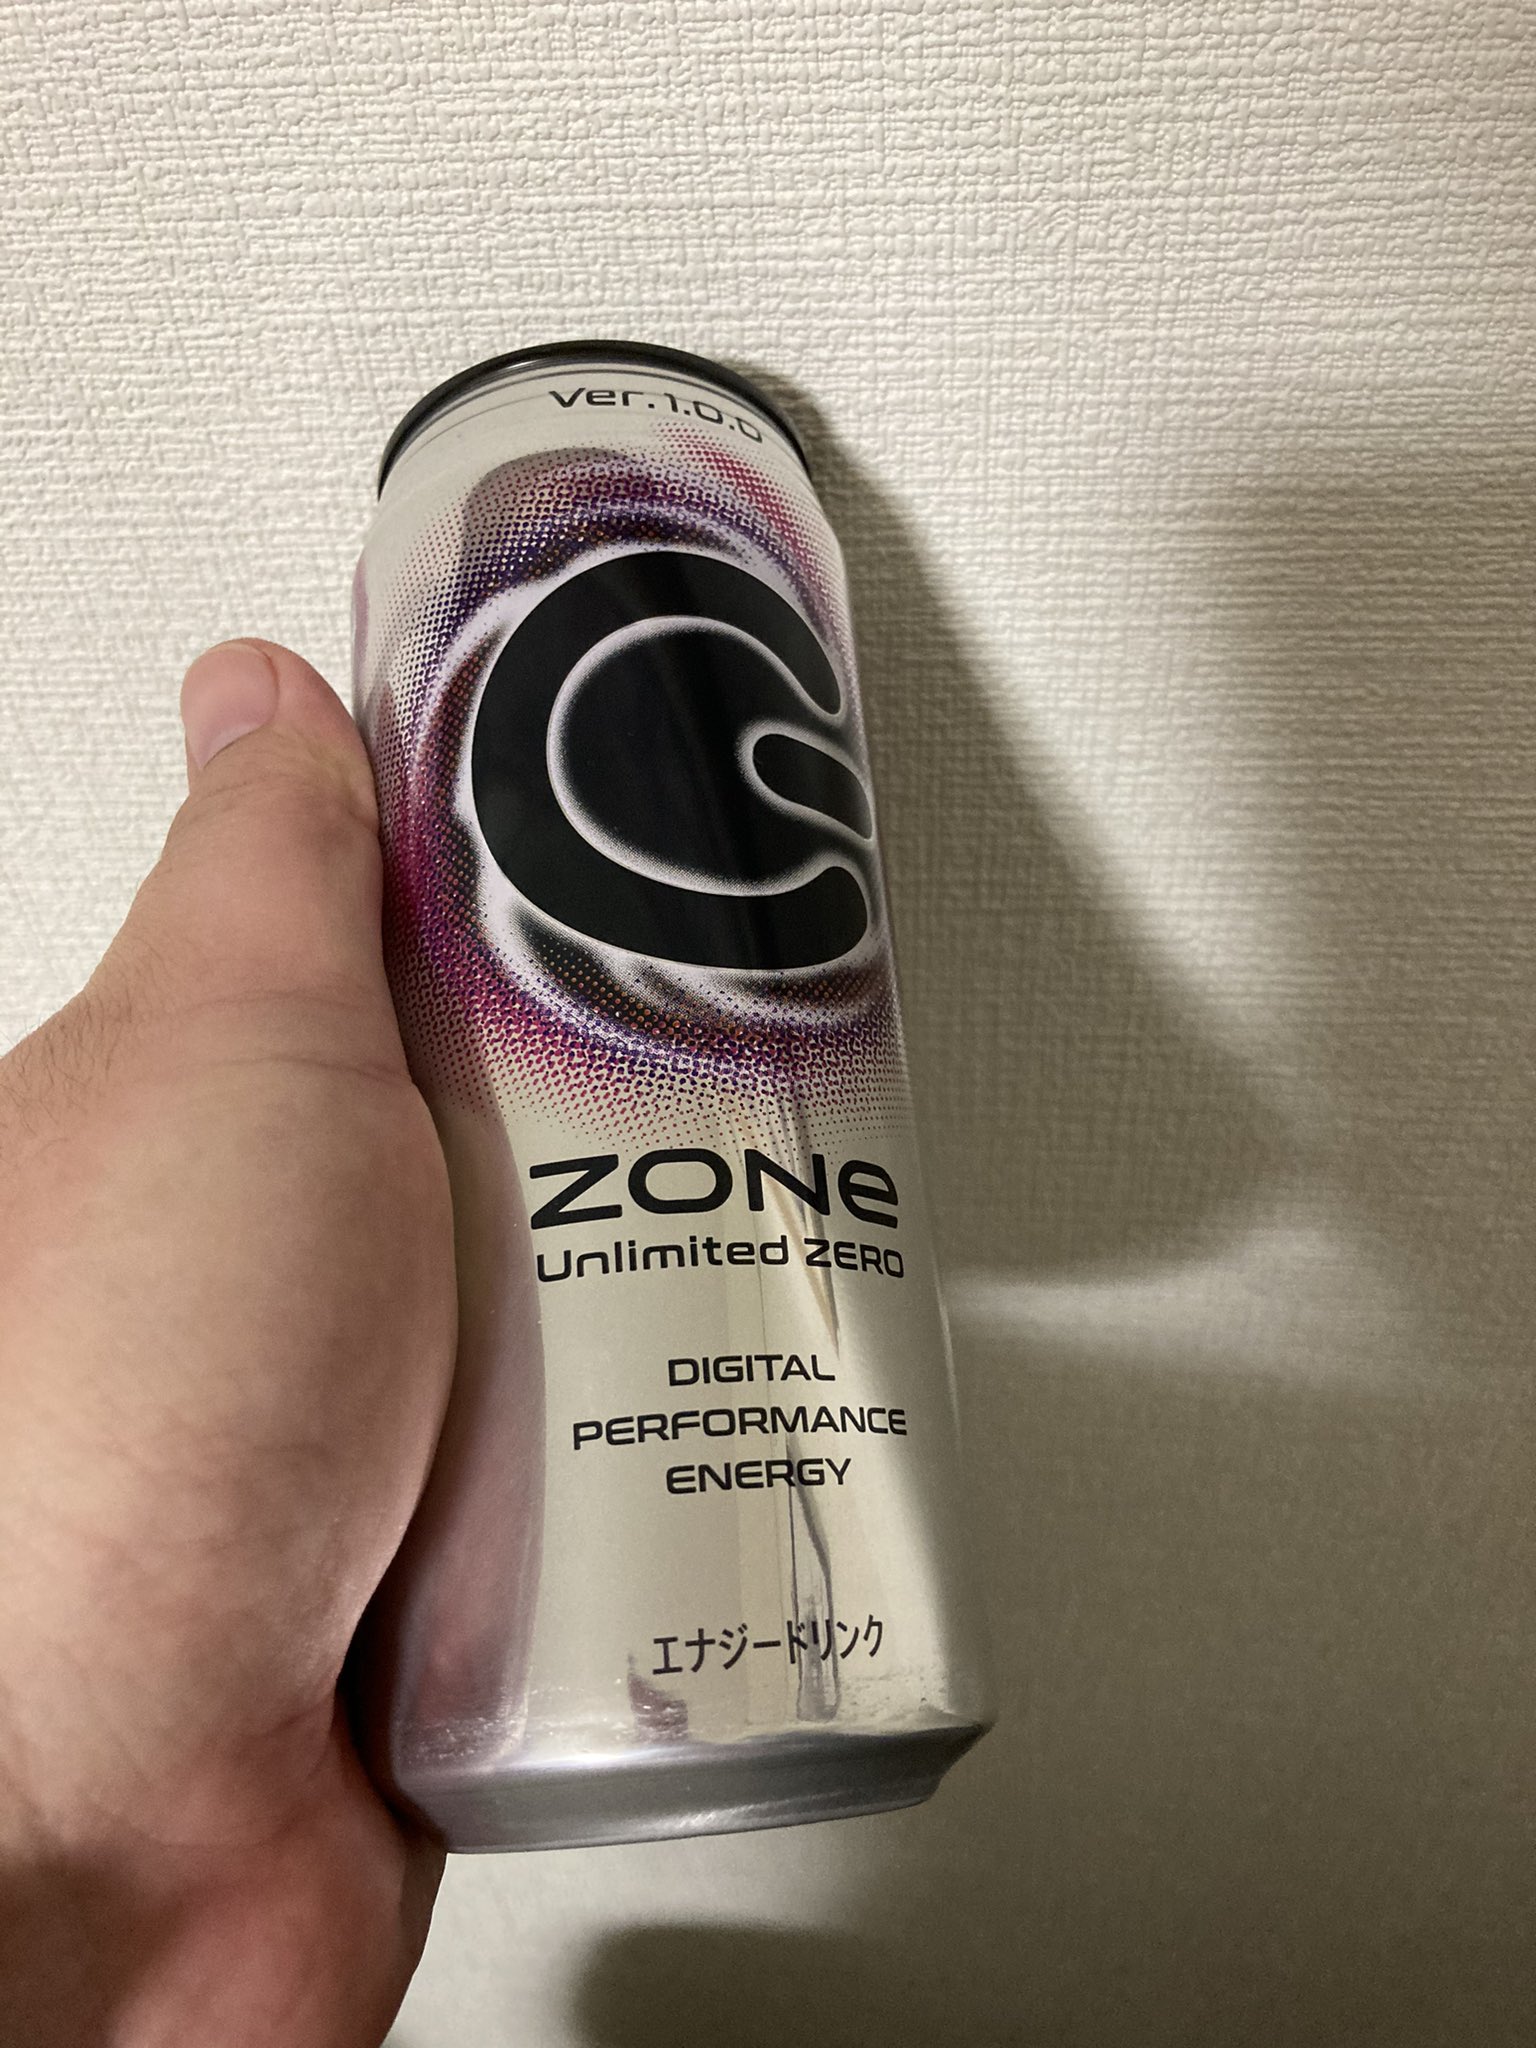 Ver.1.0.0
ZONe
Unlimited ZERO
DIGITAL
PERFORMANCE
ENERGY
エナジードリンク